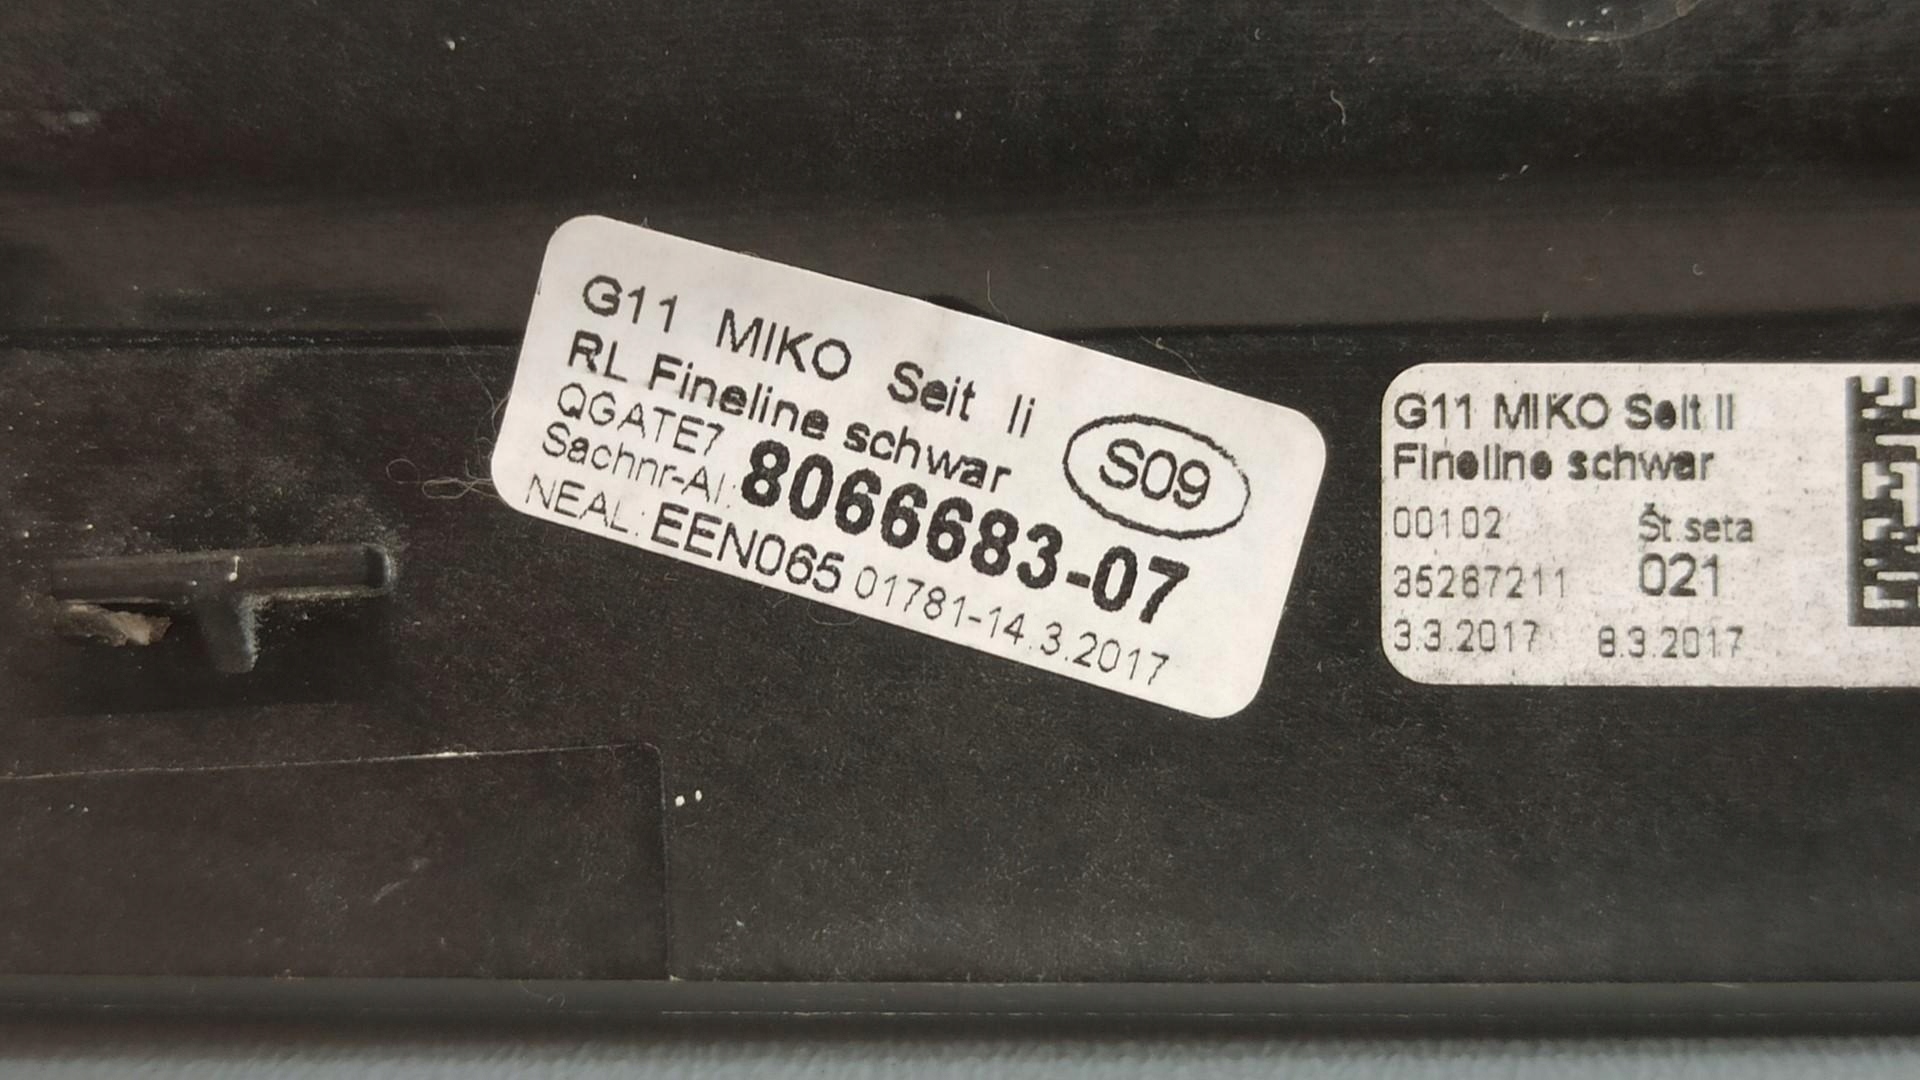 G11 MIKO Seit li
RL Fineline schwar
S09
QGATE7
Sachnr-AI: 8066683-07
NEAL: EEN065 01781-14.3.2017
G11 MIKO Seit li
Fineline schwar
00102 Št.seta
35267211 021
3.3.2017 8.3.2017